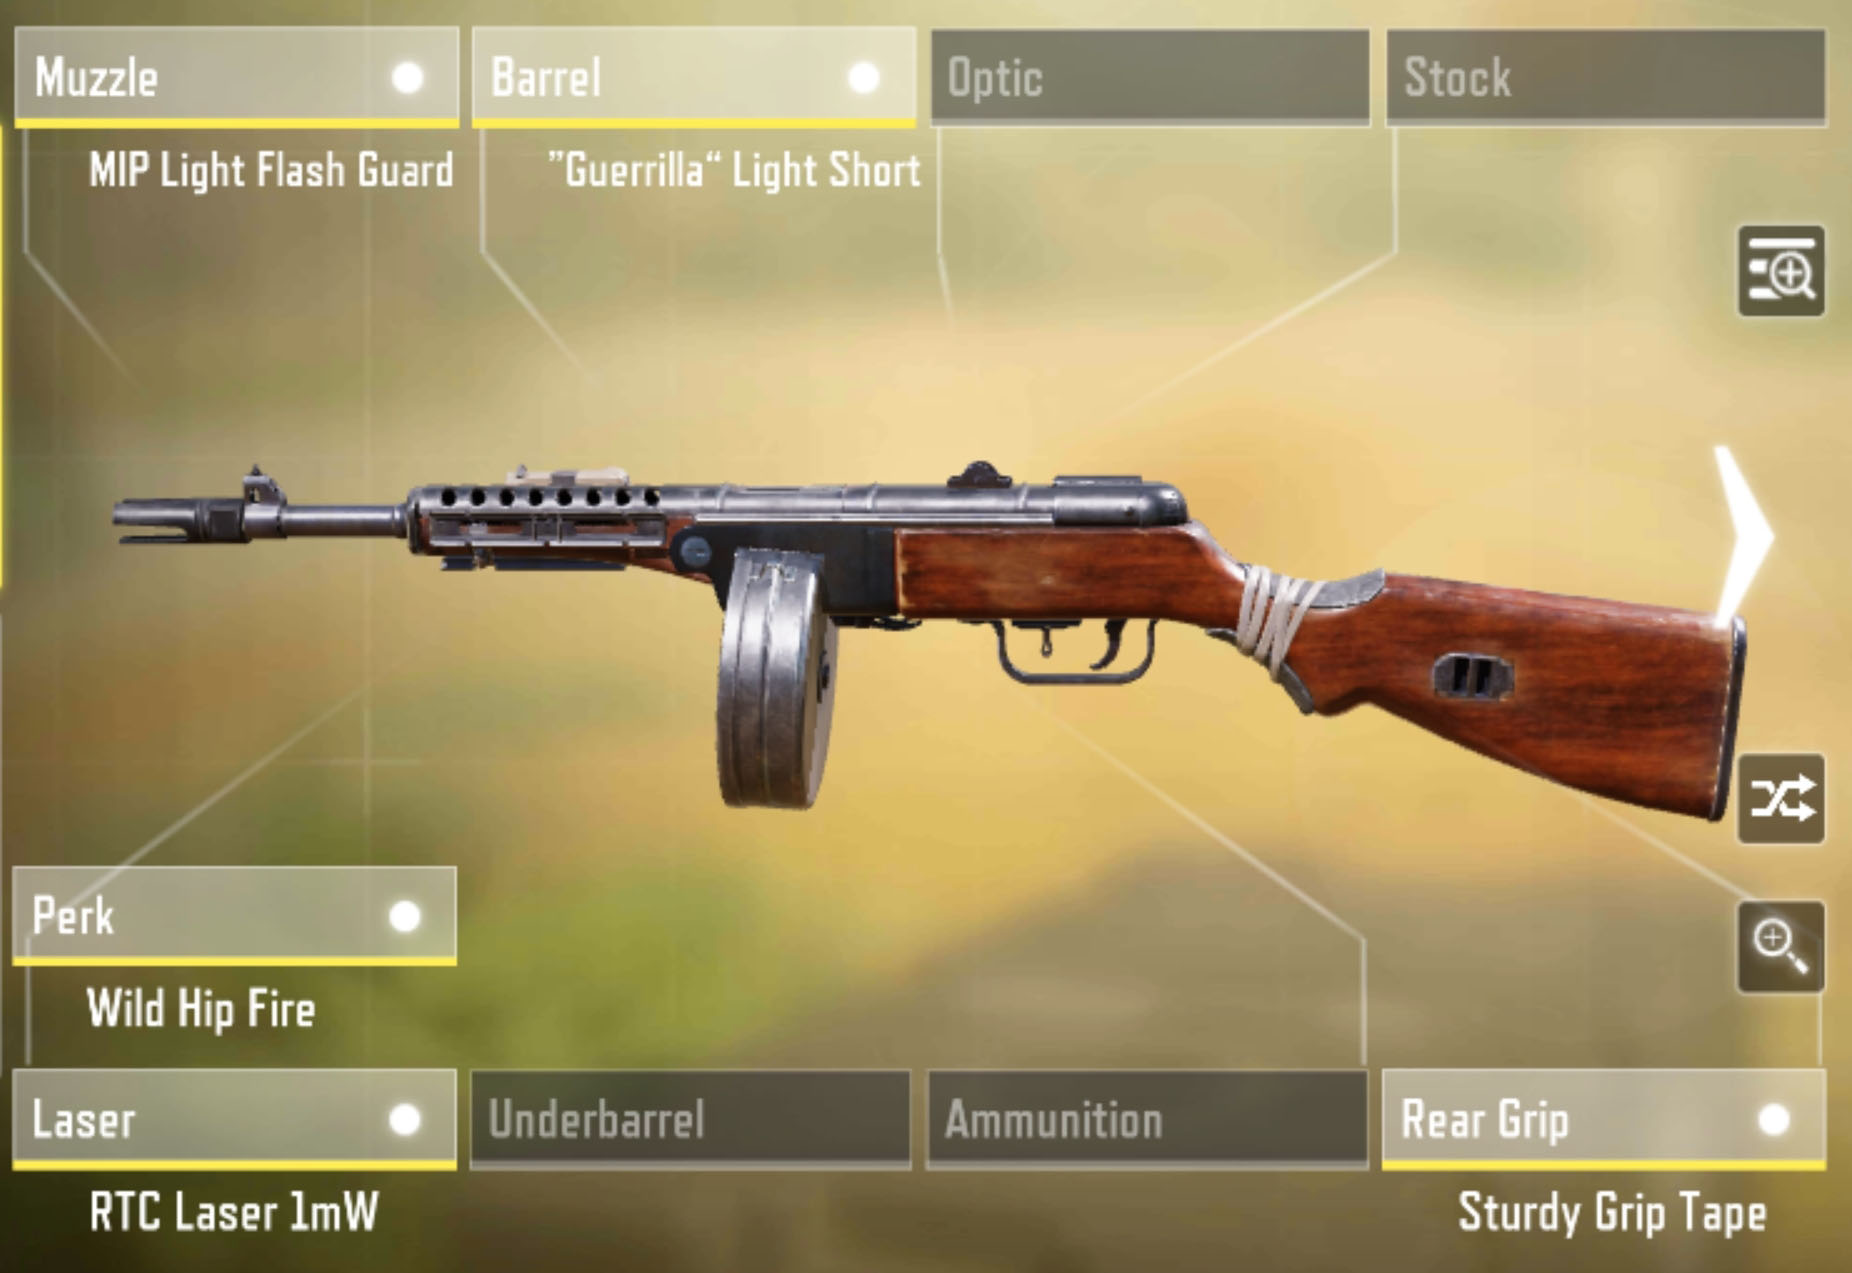 Muzzle
Barrel
Optic
Stock
MIP Light Flash Guard
”Guerrilla“ Light Short
Perk
Wild Hip Fire
Laser
Underbarrel
Ammunition
Rear Grip
RTC Laser 1mW
Sturdy Grip Tape